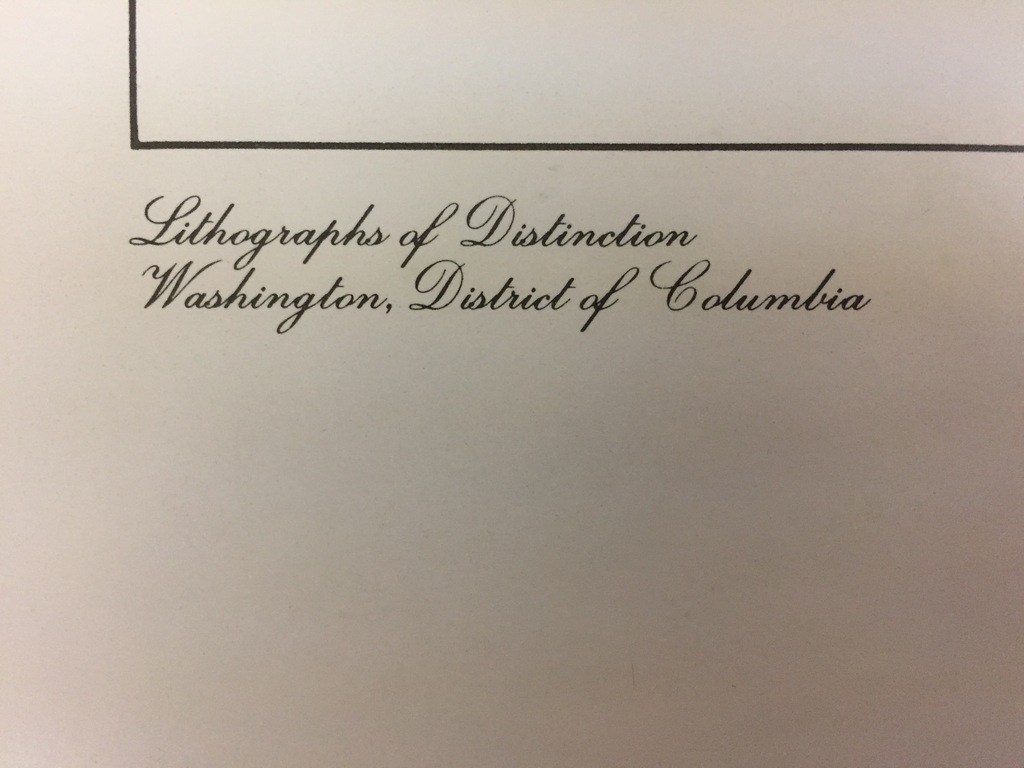 Lithographs of Distinction
Washington, District of Columbia